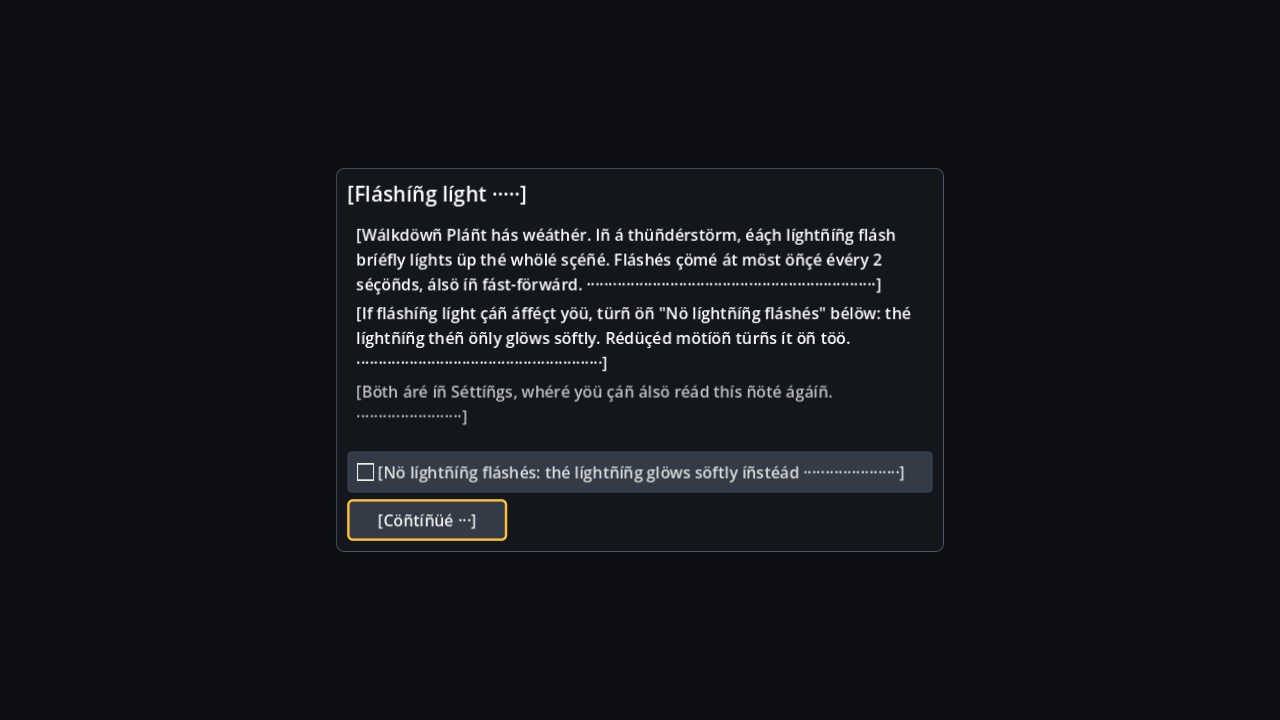 [Fláshíñg líght ·····]
[Wálkdöwñ Pláñt hás wéáthér. Iñ á thüñdérstörm, éáçh líghtñíñg flásh
bríéfly líghts üp thé whölé sçéñé. Fláshés çömé át möst öñçé évéry 2
séçöñds, álsö íñ fást-förwárd. ··································································]
[If fláshíñg líght çáñ áfféçt yöü, türñ öñ "Nö líghtñíñg fláshés" bélöw: thé
líghtñíñg théñ öñly glöws söftly. Rédüçéd mötíöñ türñs ít öñ töö.
························································]
[Böth áré íñ Séttíñgs, whéré yöü çáñ álsö réád thís ñöté ágáíñ.
························]
[Nö líghtñíñg fláshés: thé líghtñíñg glöws söftly íñstéád ······················]
[Cöñtíñüé ···]